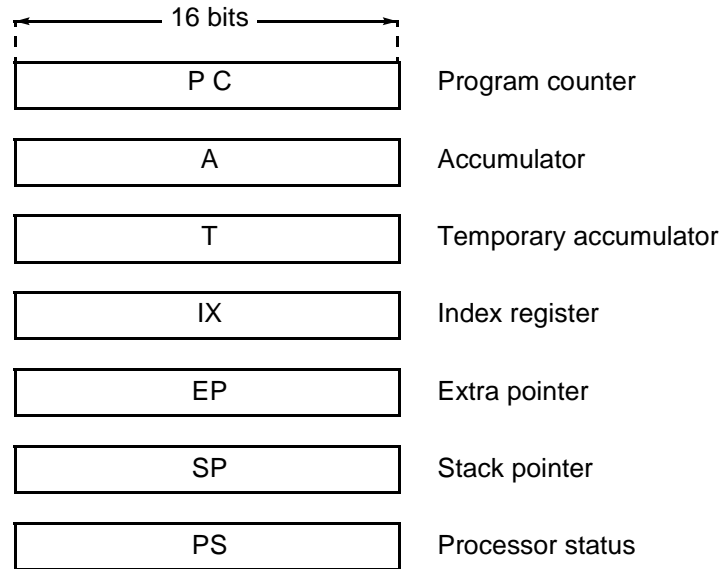 16 bits
P C Program counter
A Accumulator
T Temporary accumulator
IX Index register
EP Extra pointer
SP Stack pointer
PS Processor status